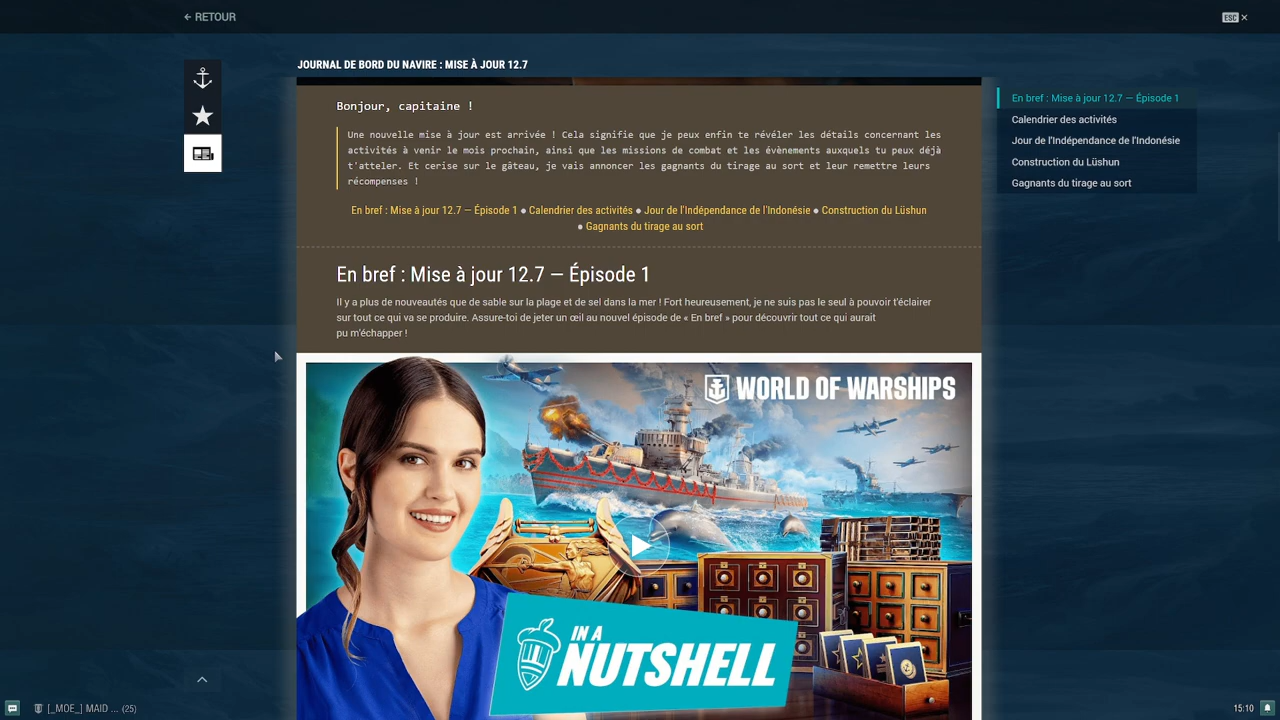 ← RETOUR
ESC ×
JOURNAL DE BORD DU NAVIRE : MISE À JOUR 12.7
Bonjour, capitaine !
Une nouvelle mise à jour est arrivée ! Cela signifie que je peux enfin te révéler les détails concernant les
activités à venir le mois prochain, ainsi que les missions de combat et les évènements auxquels tu peux déjà
t'atteler. Et cerise sur le gâteau, je vais annoncer les gagnants du tirage au sort et leur remettre leurs
récompenses !
En bref : Mise à jour 12.7 — Épisode 1 ● Calendrier des activités ● Jour de l'Indépendance de l'Indonésie ● Construction du Lüshun
● Gagnants du tirage au sort
En bref : Mise à jour 12.7 — Épisode 1
Il y a plus de nouveautés que de sable sur la plage et de sel dans la mer ! Fort heureusement, je ne suis pas le seul à pouvoir t'éclairer
sur tout ce qui va se produire. Assure-toi de jeter un œil au nouvel épisode de « En bref » pour découvrir tout ce qui aurait
pu m'échapper !
WORLD OF WARSHIPS
IN A
NUTSHELL
En bref : Mise à jour 12.7 — Épisode 1
Calendrier des activités
Jour de l'Indépendance de l'Indonésie
Construction du Lüshun
Gagnants du tirage au sort
[_MOE_] MAID ... (25)
15:10